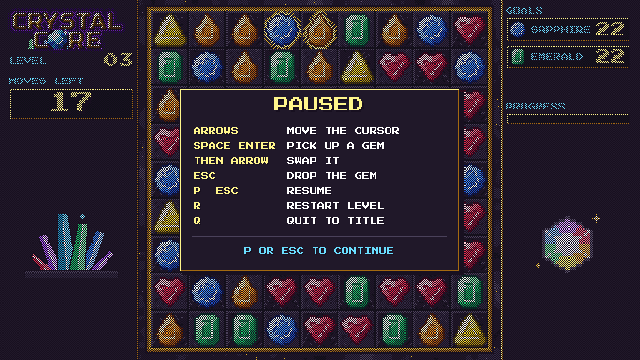 CRYSTAL
CORE
LEVEL 03
MOVES LEFT
17
PAUSED
ARROWS MOVE THE CURSOR
SPACE ENTER PICK UP A GEM
THEN ARROW SWAP IT
ESC DROP THE GEM
P ESC RESUME
R RESTART LEVEL
Q QUIT TO TITLE
P OR ESC TO CONTINUE
GOALS
SAPPHIRE 22
EMERALD 22
PROGRESS